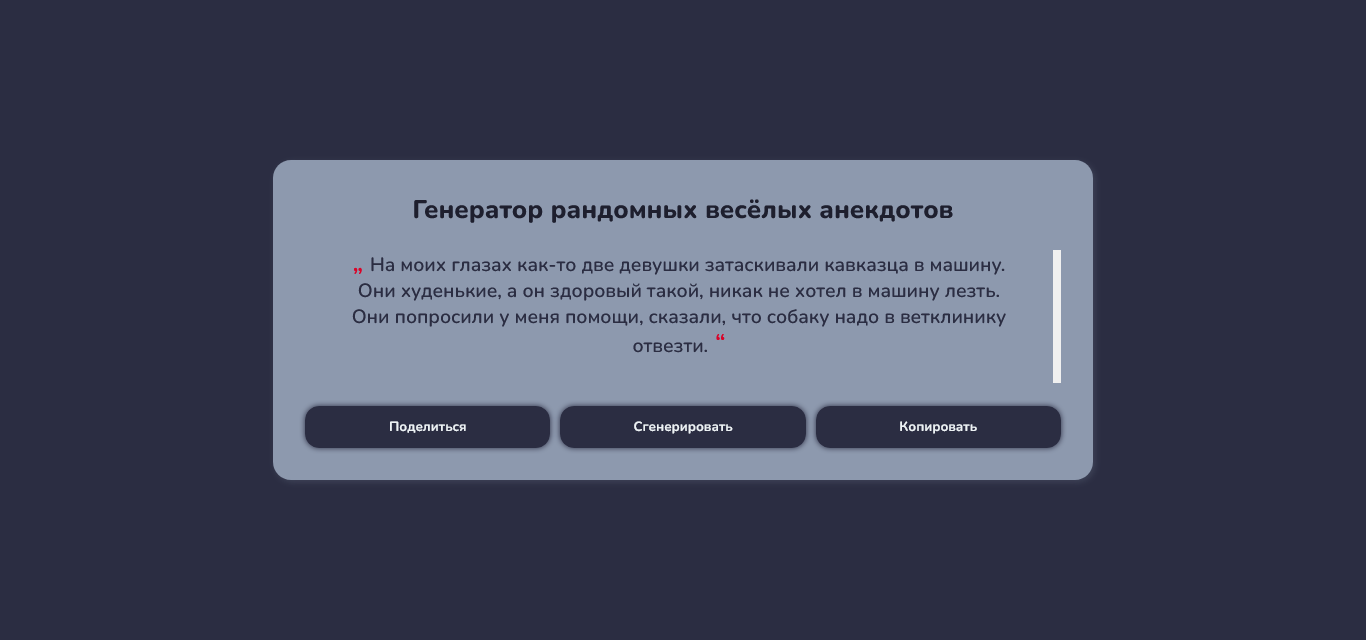 Генератор рандомных весёлых анекдотов
„ На моих глазах как-то две девушки затаскивали кавказца в машину.
Они худенькие, а он здоровый такой, никак не хотел в машину лезть.
Они попросили у меня помощи, сказали, что собаку надо в ветклинику
отвезти. “
Поделиться
Сгенерировать
Копировать